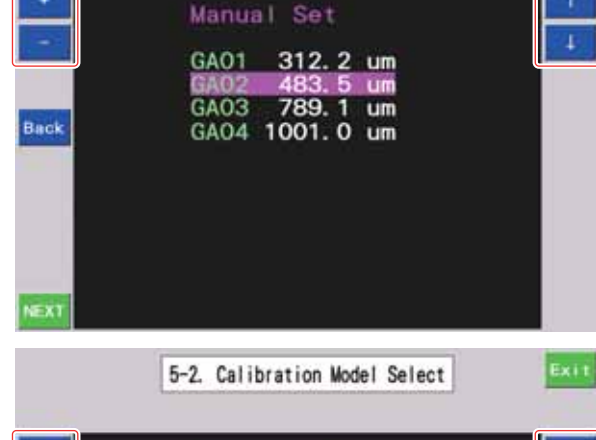 Manual Set
-
↓
GA01 312.2 um
GA02 483.5 um
GA03 789.1 um
Back
GA04 1001.0 um
NEXT
5-2. Calibration Model Select
Exit